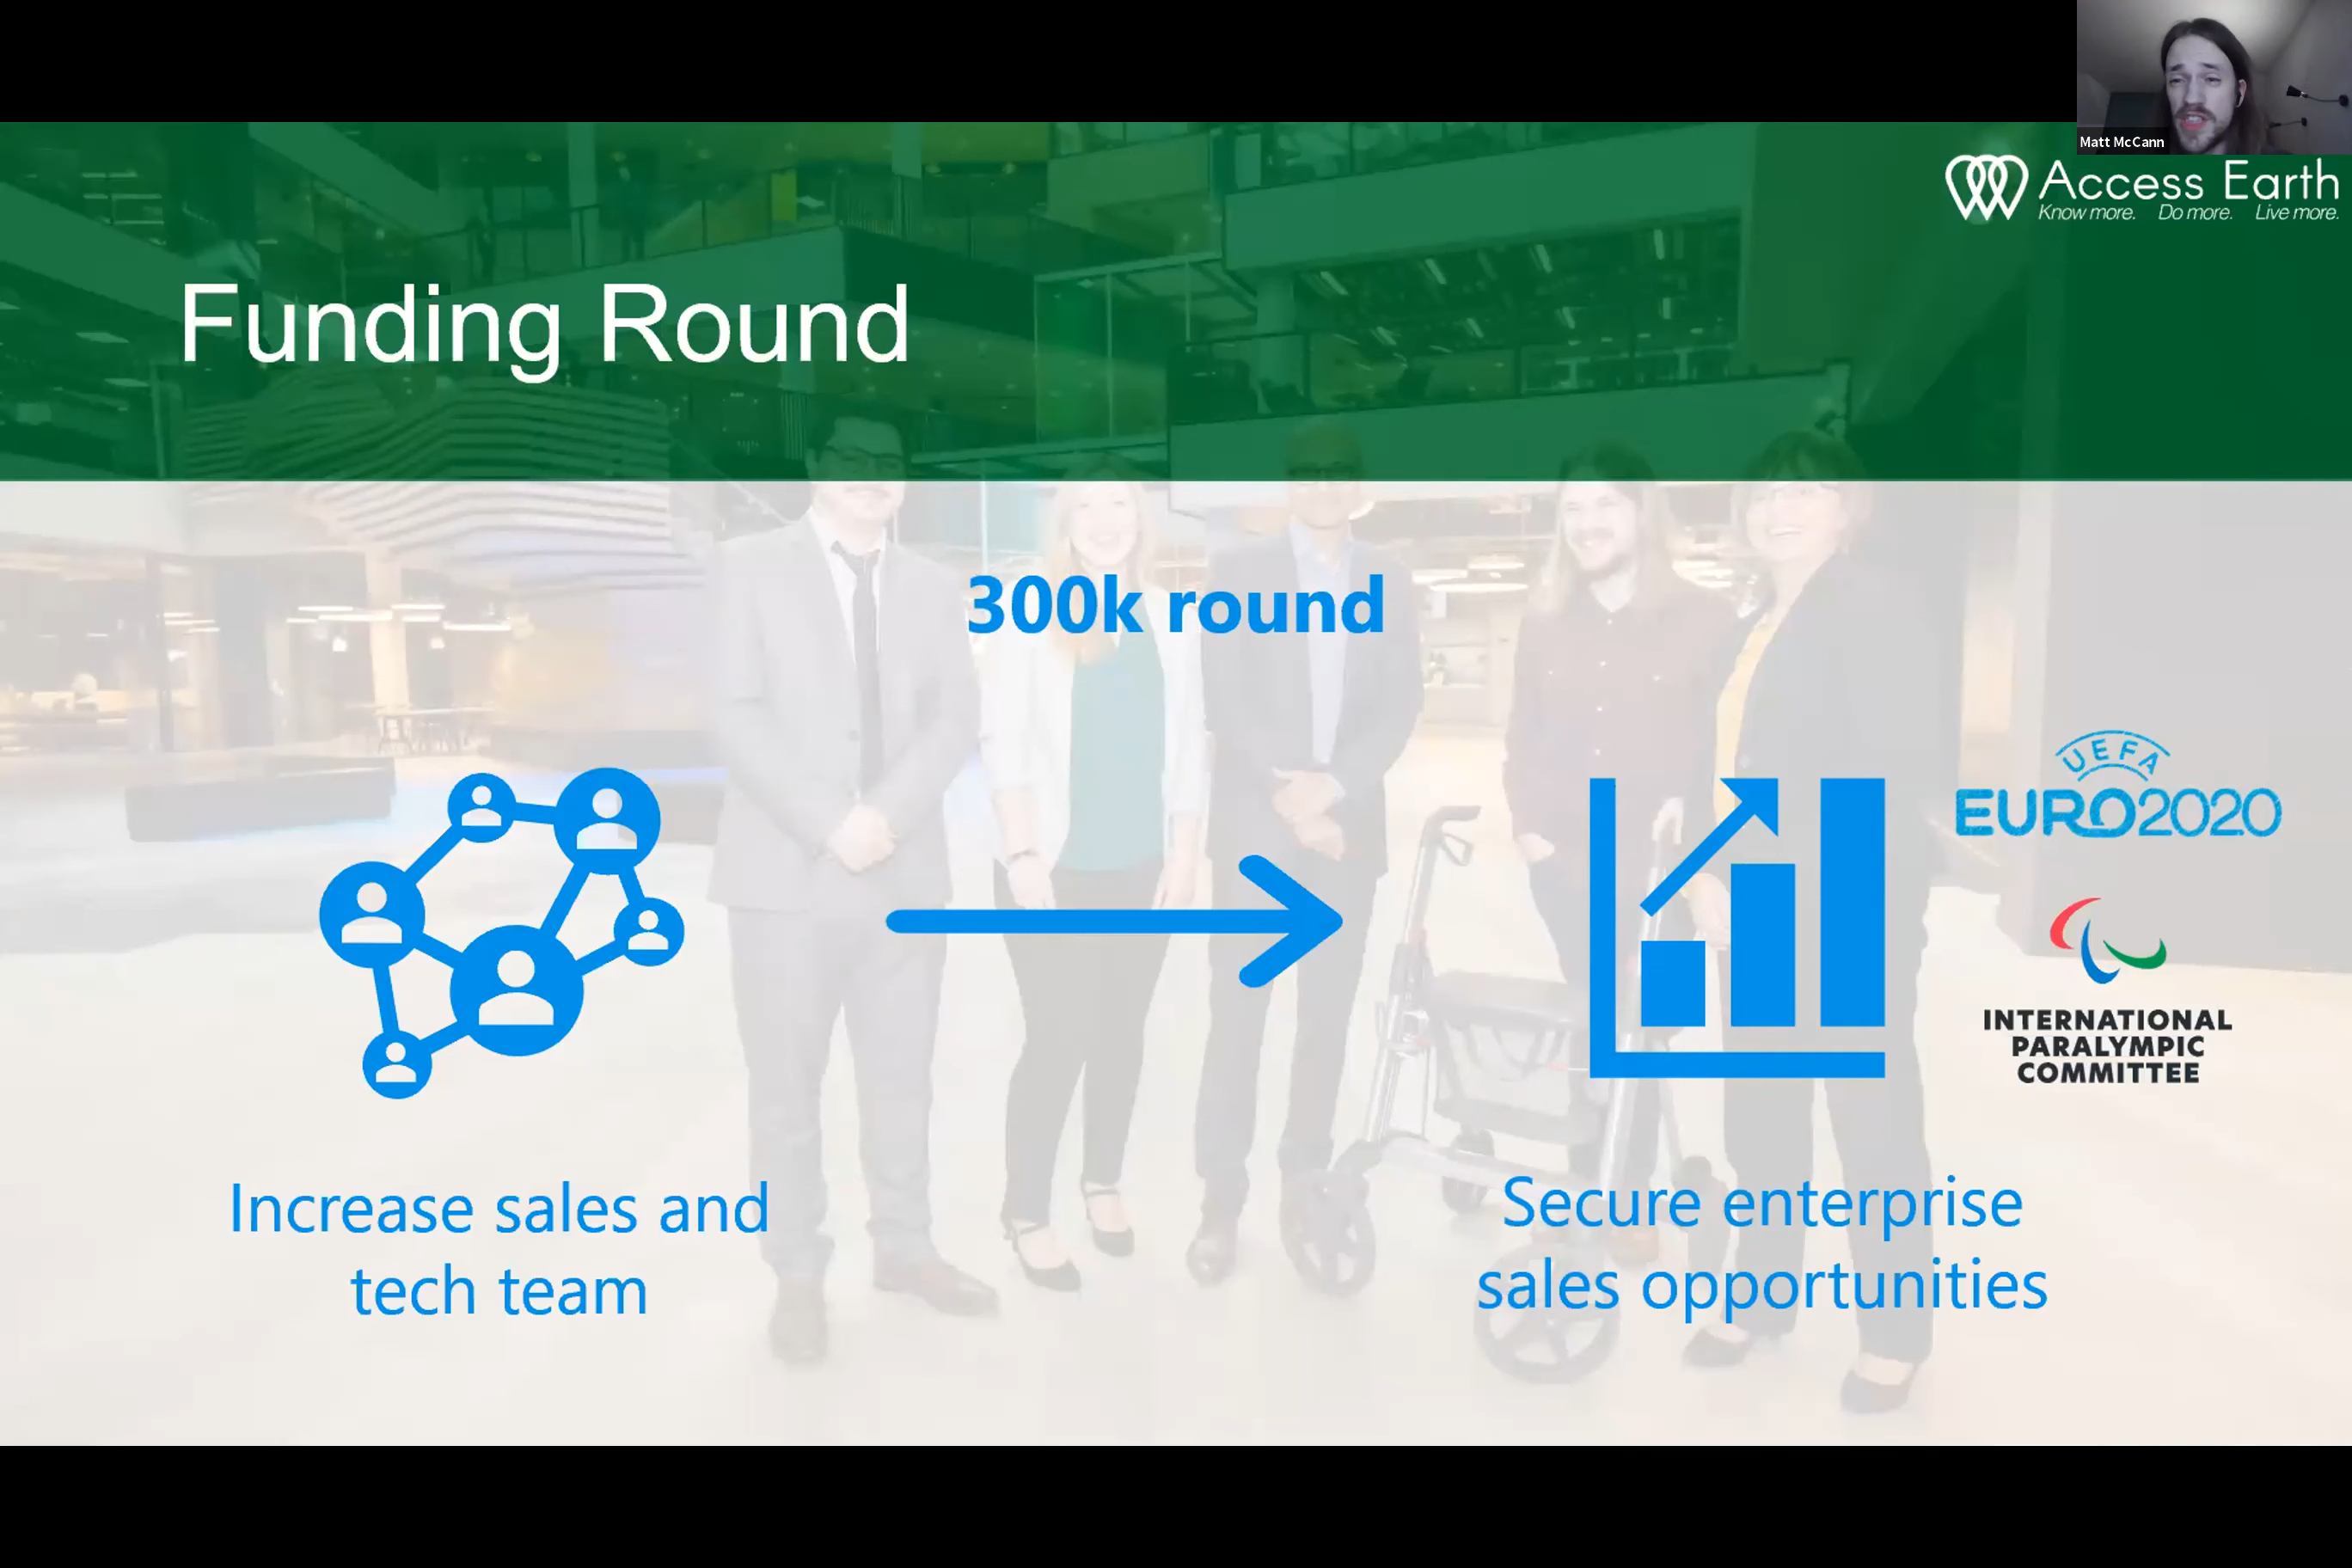 Matt McCann
Access Earth
Know more. Do more. Live more.
Funding Round
300k round
UEFA
EURO2020
INTERNATIONAL
PARALYMPIC
COMMITTEE
Increase sales and
tech team
Secure enterprise
sales opportunities